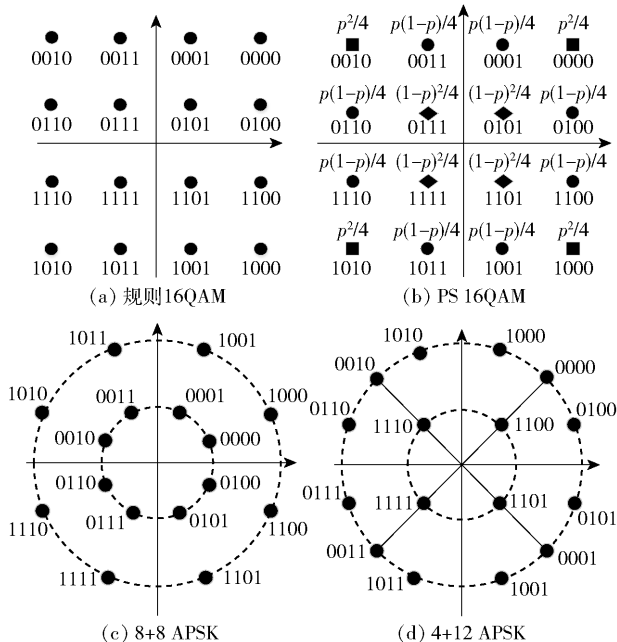 0010 0011 0001 0000
0110 0111 0101 0100
1110 1111 1101 1100
1010 1011 1001 1000
(a) 规则16QAM
p²/4 p(1−p)/4 p(1−p)/4 p²/4
0010 0011 0001 0000
p(1−p)/4 (1−p)²/4 (1−p)²/4 p(1−p)/4
0110 0111 0101 0100
p(1−p)/4 (1−p)²/4 (1−p)²/4 p(1−p)/4
1110 1111 1101 1100
p²/4 p(1−p)/4 p(1−p)/4 p²/4
1010 1011 1001 1000
(b) PS 16QAM
1011 1001
1010 0011 0001 1000
0010 0000
0110 0100
1110 0111 0101 1100
1111 1101
(c) 8+8 APSK
1010 1000
0010 0000
0110 1110 1100 0100
0111 1111 1101 0101
0011 0001
1011 1001
(d) 4+12 APSK